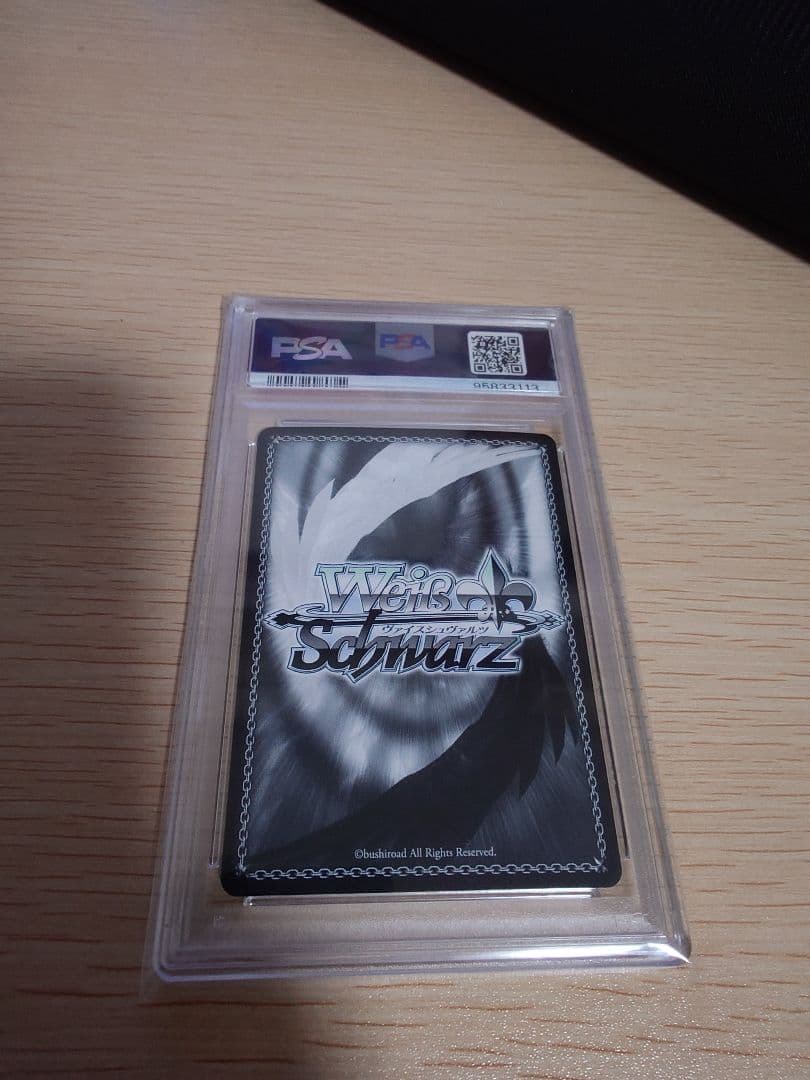 PSA
PSA
95833113
Weiß
ヴァイスシュヴァルツ
Schwarz
©bushiroad All Rights Reserved.